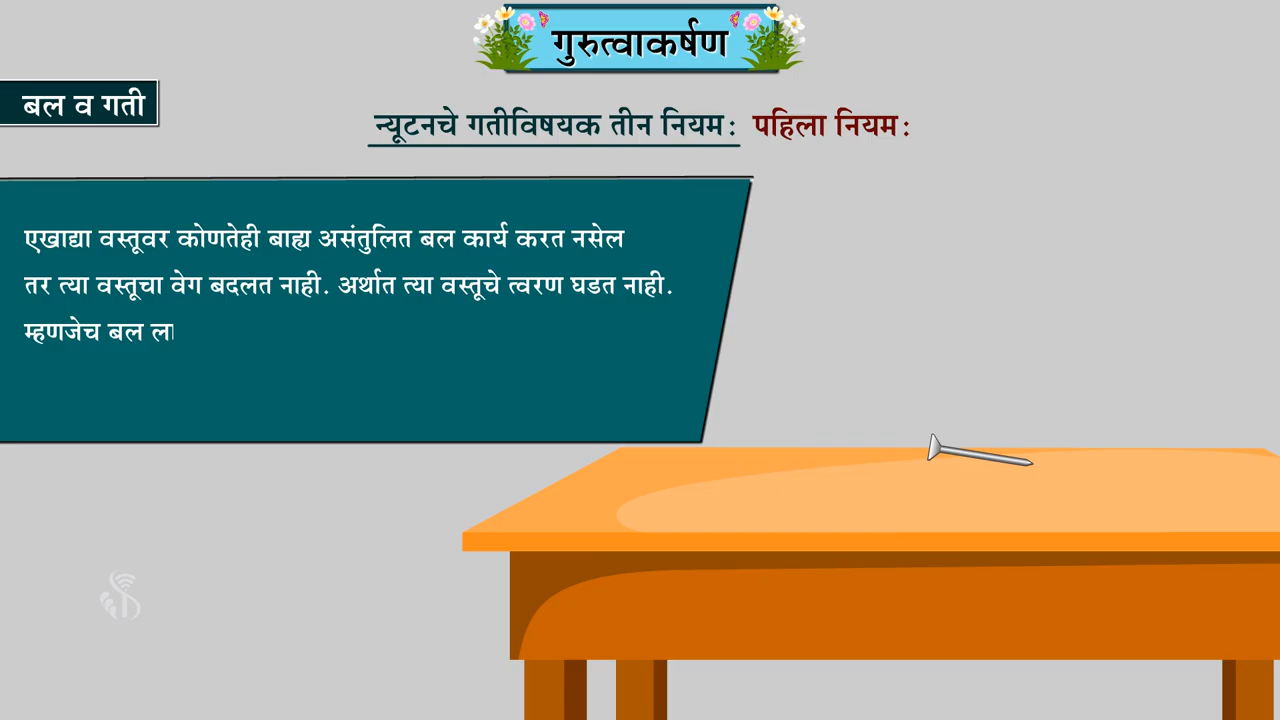 गुरुत्वाकर्षण
बल व गती
न्यूटनचे गतीविषयक तीन नियम: पहिला नियम:
एखाद्या वस्तूवर कोणतेही बाह्य असंतुलित बल कार्य करत नसेल
तर त्या वस्तूचा वेग बदलत नाही. अर्थात त्या वस्तूचे त्वरण घडत नाही.
म्हणजेच बल ला